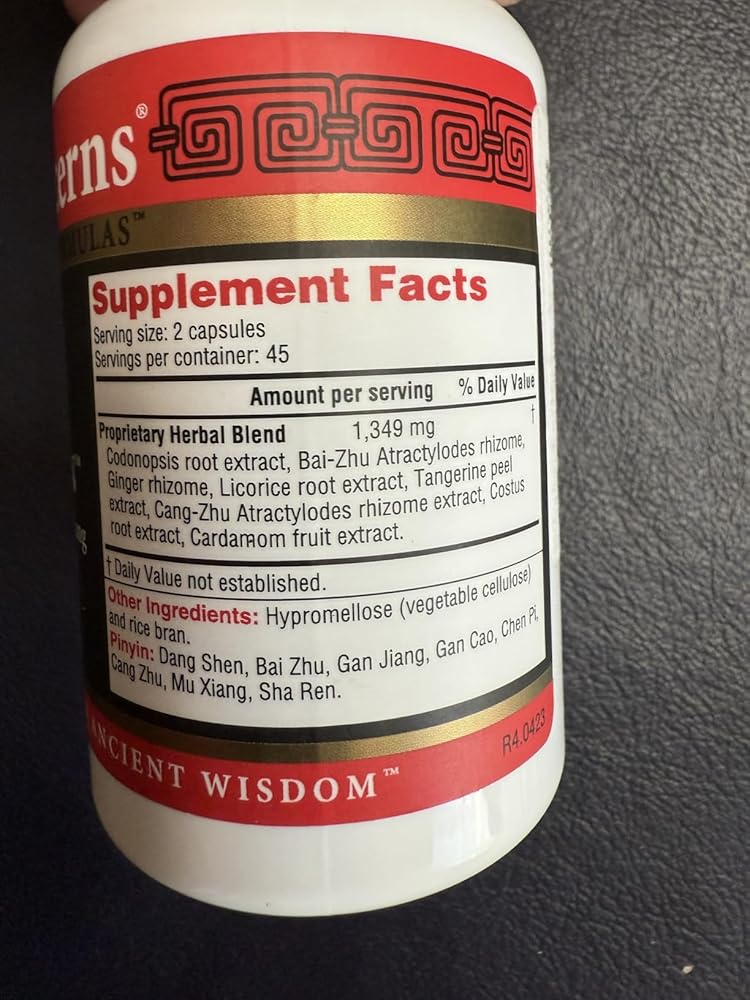 erns®
MULAS™
Supplement Facts
Serving size: 2 capsules
Servings per container: 45
Amount per serving % Daily Value
Proprietary Herbal Blend 1,349 mg †
Codonopsis root extract, Bai-Zhu Atractylodes rhizome,
Ginger rhizome, Licorice root extract, Tangerine peel
extract, Cang-Zhu Atractylodes rhizome extract, Costus
root extract, Cardamom fruit extract.
† Daily Value not established.
Other Ingredients: Hypromellose (vegetable cellulose)
and rice bran.
Pinyin: Dang Shen, Bai Zhu, Gan Jiang, Gan Cao, Chen Pi,
Cang Zhu, Mu Xiang, Sha Ren.
R4.0423
ANCIENT WISDOM™